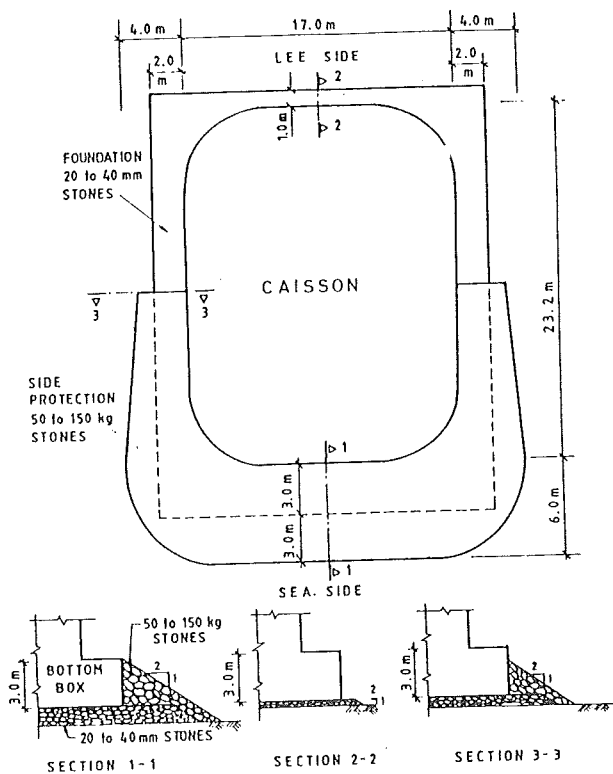 4.0 m 17.0 m 4.0 m
2.0 m LEE SIDE 2.0 m
2
1.0 m
2
FOUNDATION
20 to 40 mm
STONES
CAISSON
3 3
23.2 m
SIDE
PROTECTION
50 to 150 kg
STONES
1
3.0 m
3.0 m
6.0 m
1
SEA. SIDE
50 to 150 kg
STONES
2
1
BOTTOM
BOX
3.0 m
20 to 40 mm STONES
SECTION 1-1
3.0 m
2
1
SECTION 2-2
3.0 m
2
1
SECTION 3-3